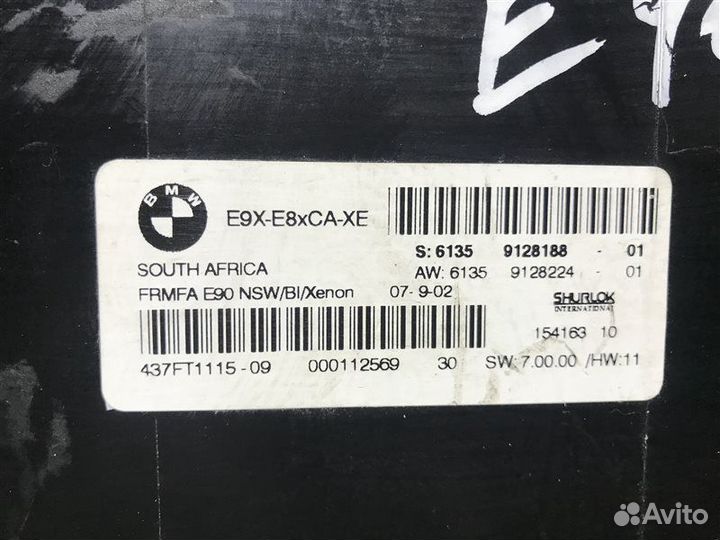 BMW
E9X-E8xCA-XE
S: 6135 9128188 - 01
AW: 6135 9128224 - 01
SOUTH AFRICA
FRMFA E90 NSW/BI/Xenon 07-9-02
SHURLOK
INTERNATIONAL
154163 10
437FT1115-09 000112569 30 SW: 7.00.00 /HW:11
Avito